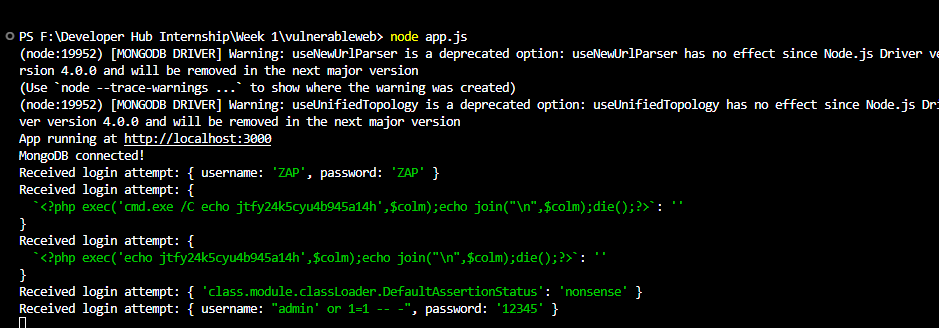 PS F:\Developer Hub Internship\Week 1\vulnerableweb> node app.js
(node:19952) [MONGODB DRIVER] Warning: useNewUrlParser is a deprecated option: useNewUrlParser has no effect since Node.js Driver ve
rsion 4.0.0 and will be removed in the next major version
(Use `node --trace-warnings ...` to show where the warning was created)
(node:19952) [MONGODB DRIVER] Warning: useUnifiedTopology is a deprecated option: useUnifiedTopology has no effect since Node.js Dri
ver version 4.0.0 and will be removed in the next major version
App running at http://localhost:3000
MongoDB connected!
Received login attempt: { username: 'ZAP', password: 'ZAP' }
Received login attempt: {
  `<?php exec('cmd.exe /C echo jtfy24k5cyu4b945a14h',$colm);echo join("\n",$colm);die();?>`: ''
}
Received login attempt: {
  `<?php exec('echo jtfy24k5cyu4b945a14h',$colm);echo join("\n",$colm);die();?>`: ''
}
Received login attempt: { 'class.module.classLoader.DefaultAssertionStatus': 'nonsense' }
Received login attempt: { username: "admin' or 1=1 -- -", password: '12345' }